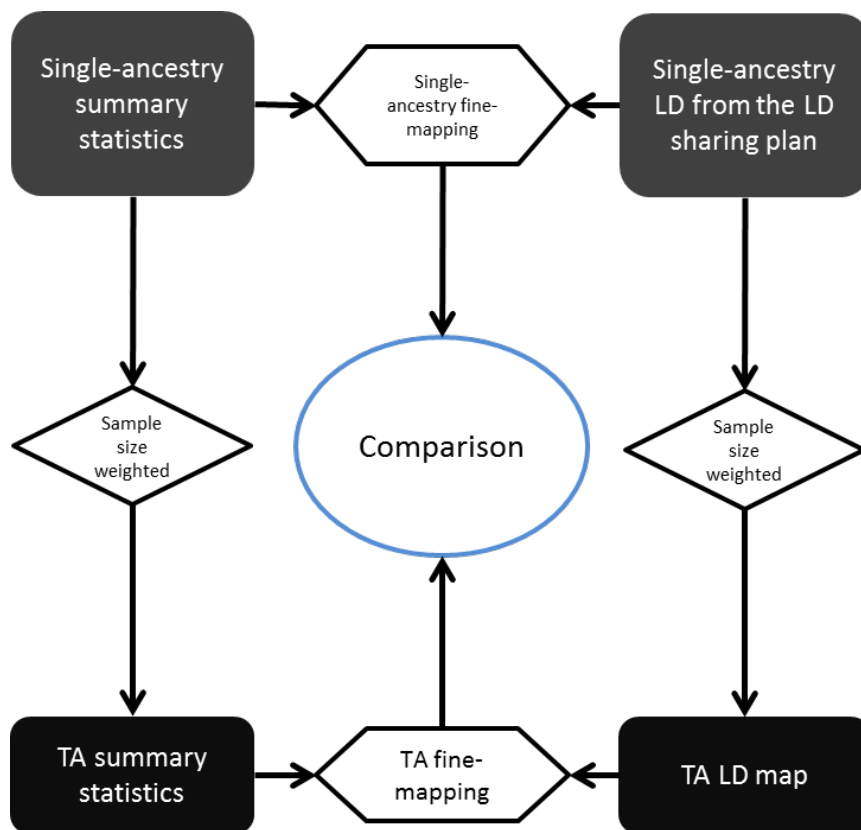 Single-ancestry
summary
statistics
Single-
ancestry fine-
mapping
Single-ancestry
LD from the LD
sharing plan
Sample
size
weighted
Comparison
Sample
size
weighted
TA summary
statistics
TA fine-
mapping
TA LD map